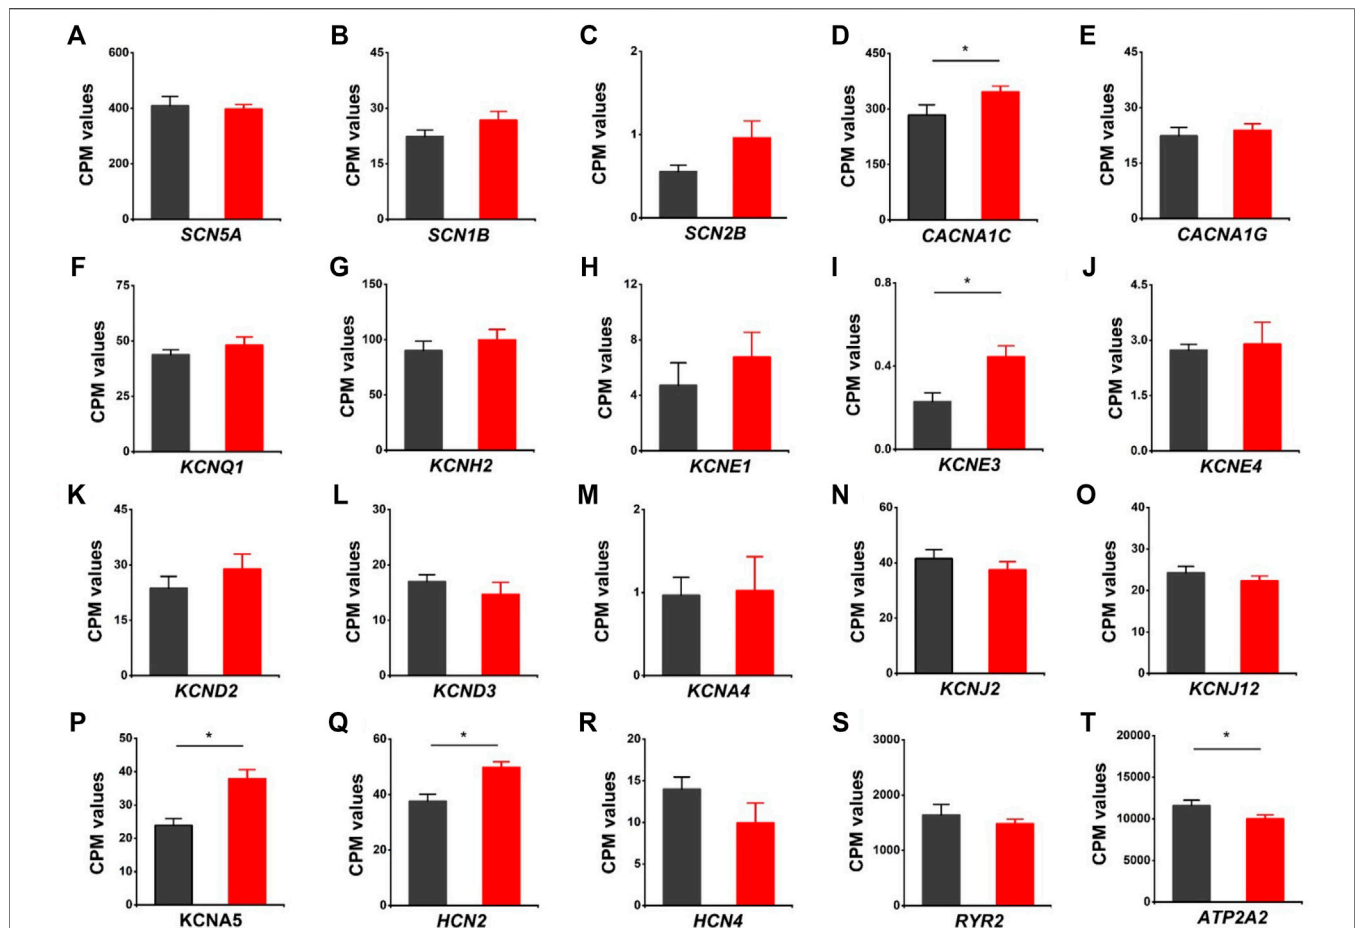 A
600
400
200
0
CPM values
SCN5A
B
45
30
15
0
CPM values
SCN1B
C
2
1
0
CPM values
SCN2B
D
*
450
300
150
0
CPM values
CACNA1C
E
45
30
15
0
CPM values
CACNA1G
F
75
50
25
0
CPM values
KCNQ1
G
150
100
50
0
CPM values
KCNH2
H
12
8
4
0
CPM values
KCNE1
I
*
0.8
0.4
0.0
CPM values
KCNE3
J
4.5
3.0
1.5
0.0
CPM values
KCNE4
K
45
30
15
0
CPM values
KCND2
L
30
20
10
0
CPM values
KCND3
M
2
1
0
CPM values
KCNA4
N
60
40
20
0
CPM values
KCNJ2
O
40
30
20
10
0
CPM values
KCNJ12
P
*
50
40
30
20
10
0
CPM values
KCNA5
Q
*
60
40
20
0
CPM values
HCN2
R
20
15
10
5
0
CPM values
HCN4
S
3000
2000
1000
0
CPM values
RYR2
T
*
20000
15000
10000
5000
0
CPM values
ATP2A2